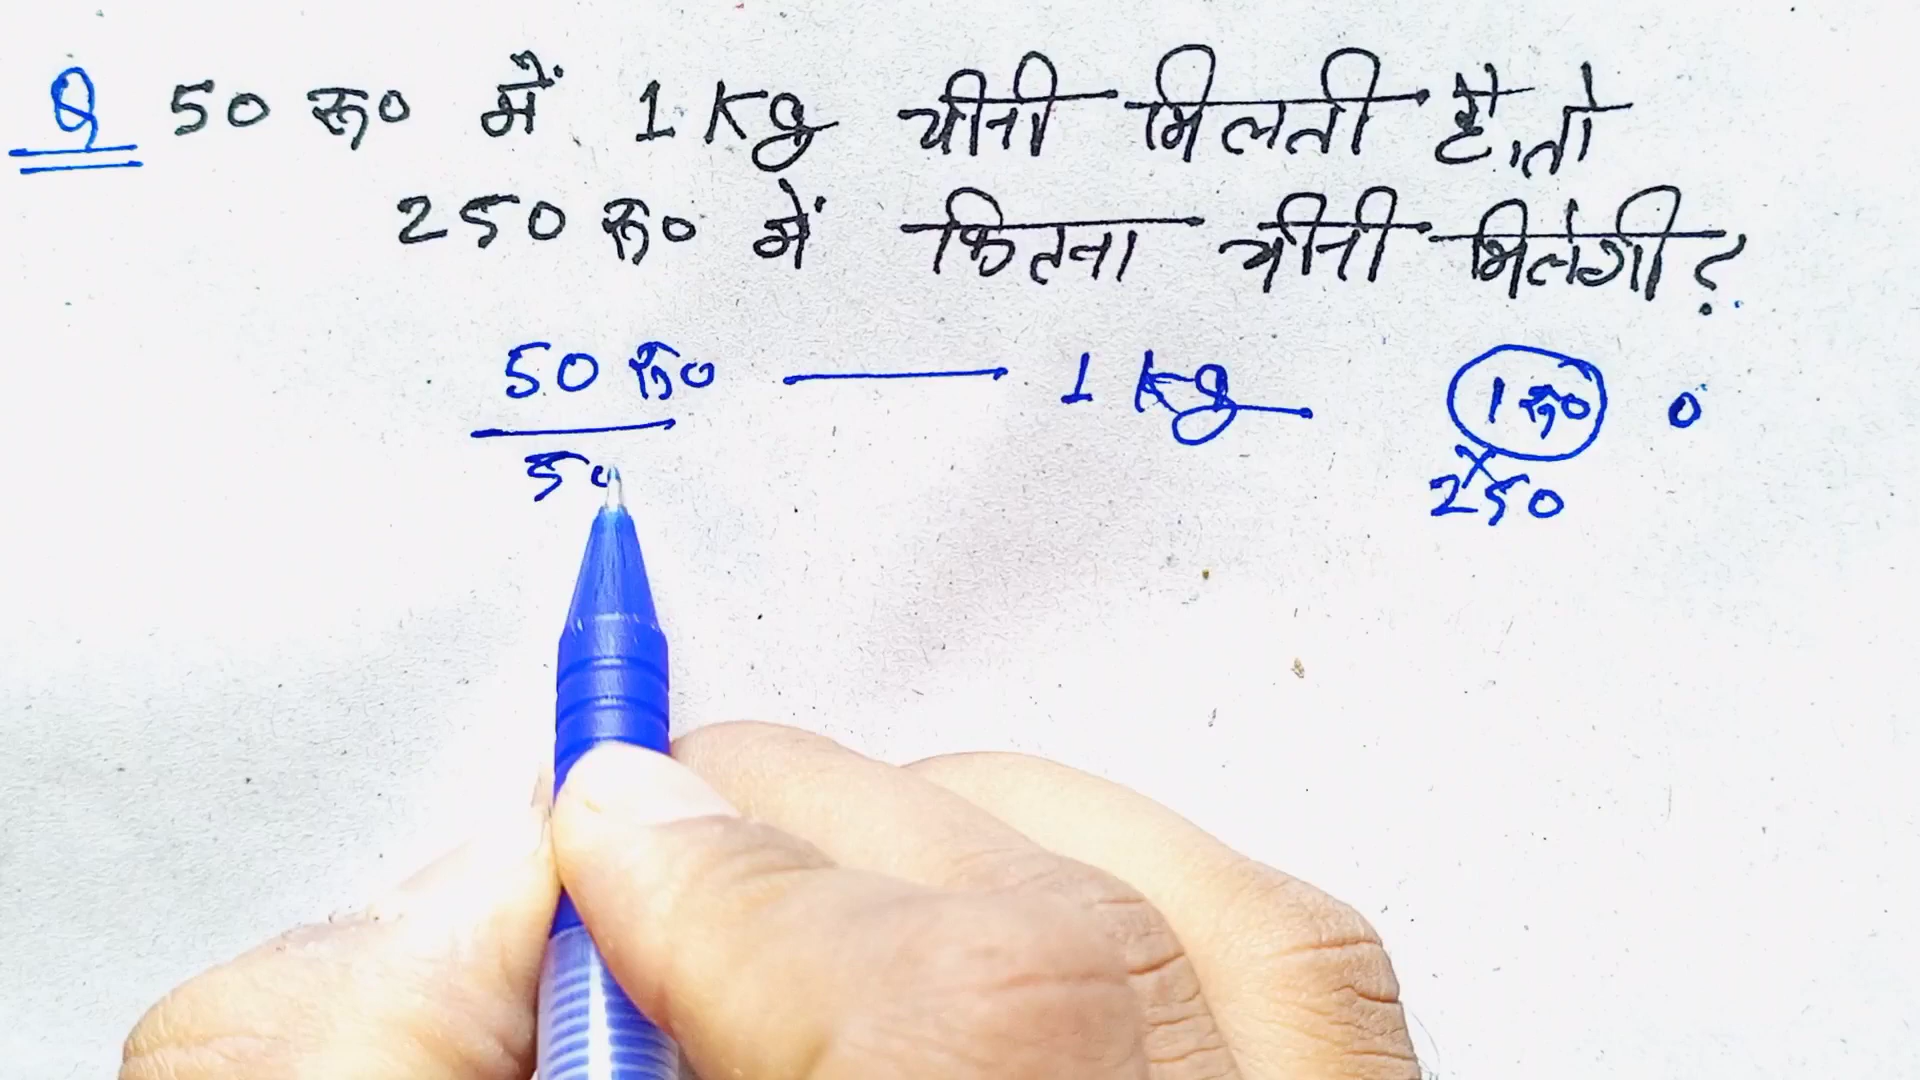 Q 50 रू० में 1 Kg चीनी मिलती है, तो
250 रू० में कितना चीनी मिलेगी?
50 रू० — 1 Kg 1 रू० 0
50 × 250